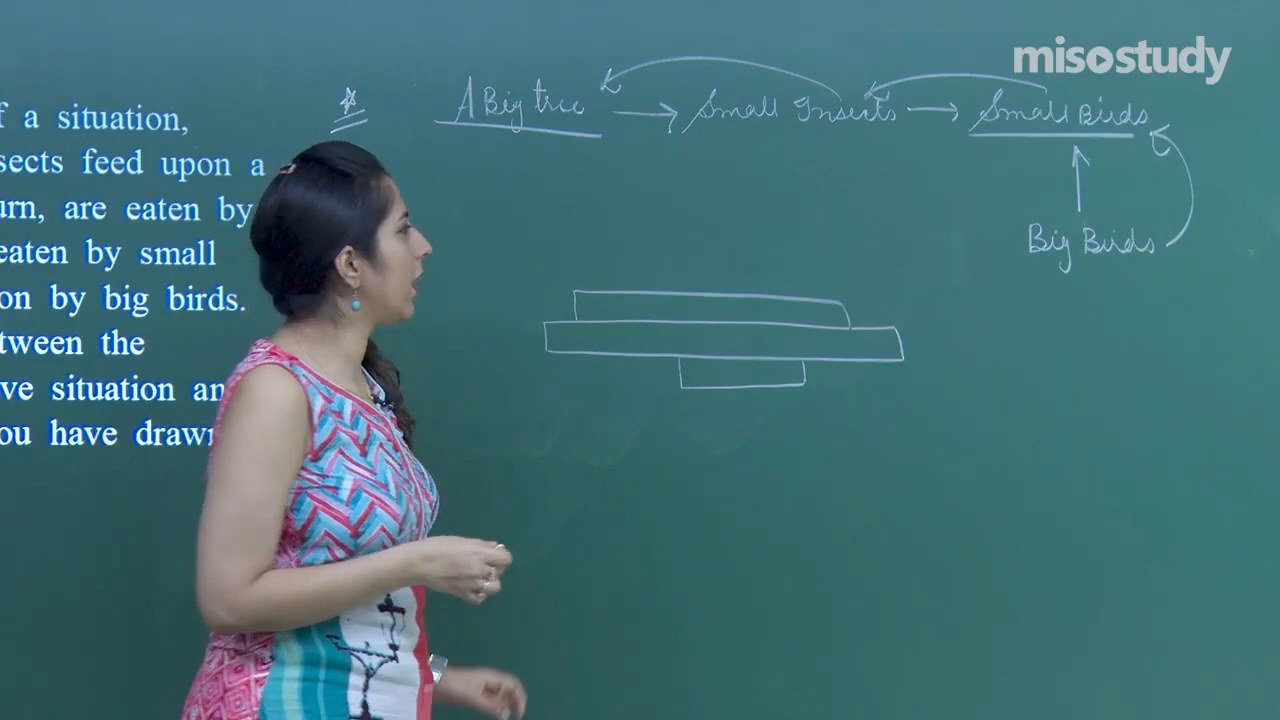 misostudy
A Big tree → Small Insects → Small Birds
Big Birds
f a situation,
sects feed upon a
urn, are eaten by
eaten by small
on by big birds.
tween the
ve situation an
ou have drawn